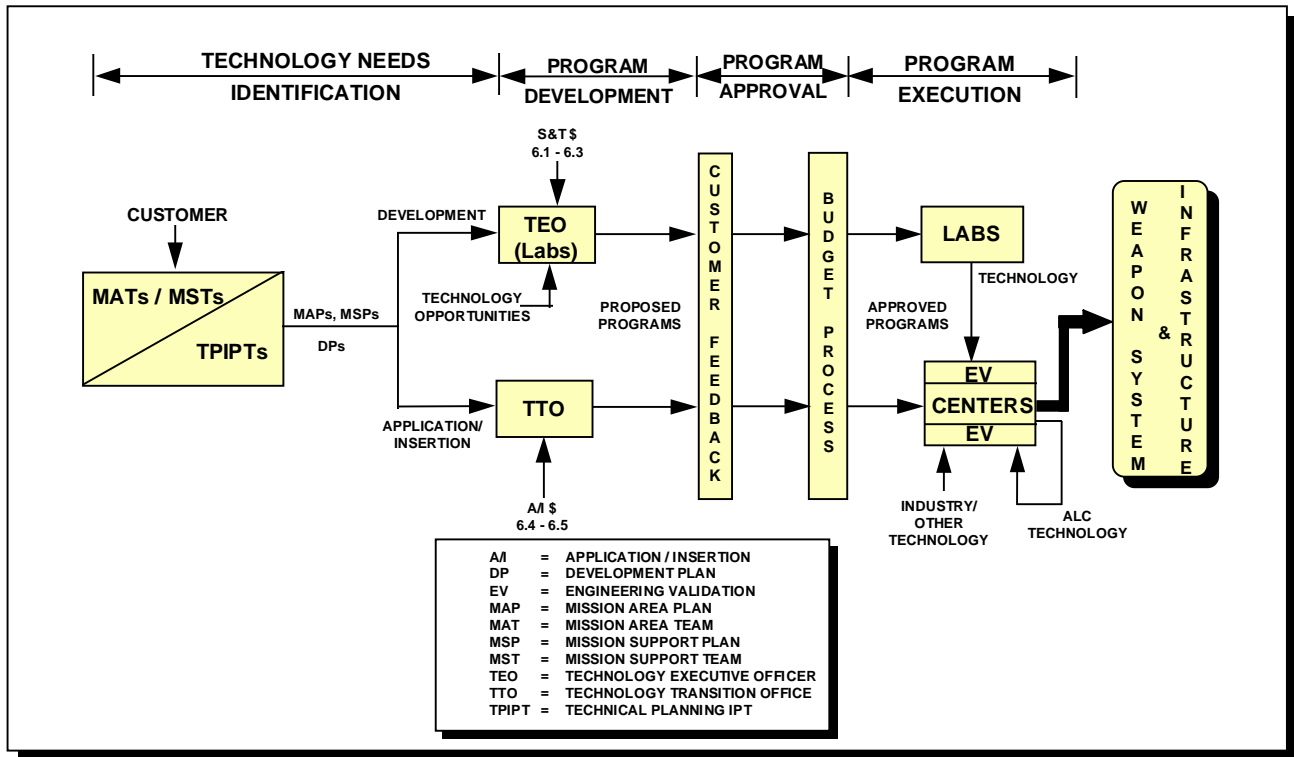 TECHNOLOGY NEEDS
IDENTIFICATION
PROGRAM
DEVELOPMENT
PROGRAM
APPROVAL
PROGRAM
EXECUTION
S&T $
6.1 - 6.3
CUSTOMER
MATs / MSTs
TPIPTs
MAPs, MSPs
DPs
DEVELOPMENT
TEO
(Labs)
TECHNOLOGY
OPPORTUNITIES
APPLICATION/
INSERTION
TTO
A/I $
6.4 - 6.5
PROPOSED
PROGRAMS
CUSTOMER FEEDBACK
BUDGET PROCESS
APPROVED
PROGRAMS
LABS
TECHNOLOGY
EV
CENTERS
EV
INDUSTRY/
OTHER
TECHNOLOGY
ALC
TECHNOLOGY
WEAPON SYSTEM
&
INFRASTRUCTURE
A/I = APPLICATION / INSERTION
DP = DEVELOPMENT PLAN
EV = ENGINEERING VALIDATION
MAP = MISSION AREA PLAN
MAT = MISSION AREA TEAM
MSP = MISSION SUPPORT PLAN
MST = MISSION SUPPORT TEAM
TEO = TECHNOLOGY EXECUTIVE OFFICER
TTO = TECHNOLOGY TRANSITION OFFICE
TPIPT = TECHNICAL PLANNING IPT